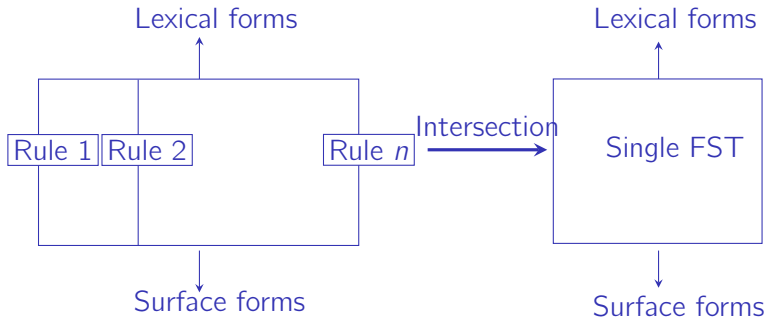 Lexical forms
Lexical forms
Intersection
Rule 1
Rule 2
Rule n
Single FST
Surface forms
Surface forms